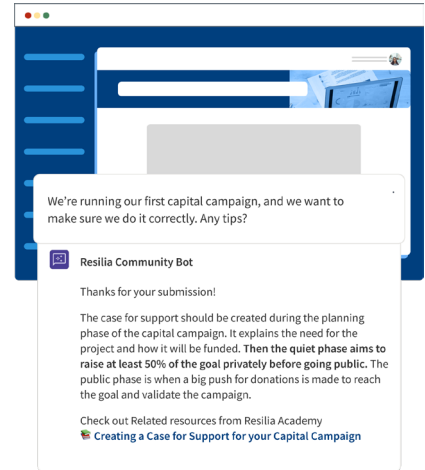 We're running our first capital campaign, and we want to
make sure we do it correctly. Any tips?
Resilia Community Bot
Thanks for your submission!
The case for support should be created during the planning
phase of the capital campaign. It explains the need for the
project and how it will be funded. Then the quiet phase aims to
raise at least 50% of the goal privately before going public. The
public phase is when a big push for donations is made to reach
the goal and validate the campaign.
Check out Related resources from Resilia Academy
📚 Creating a Case for Support for your Capital Campaign